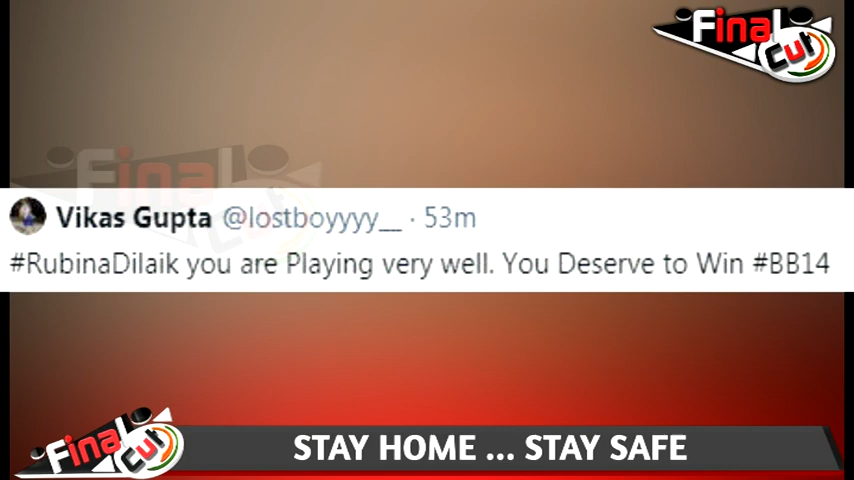 Final
Cut
Final
Cut
Vikas Gupta @lostboyyyy__ · 53m
#RubinaDilaik you are Playing very well. You Deserve to Win #BB14
Final
Cut
STAY HOME ... STAY SAFE